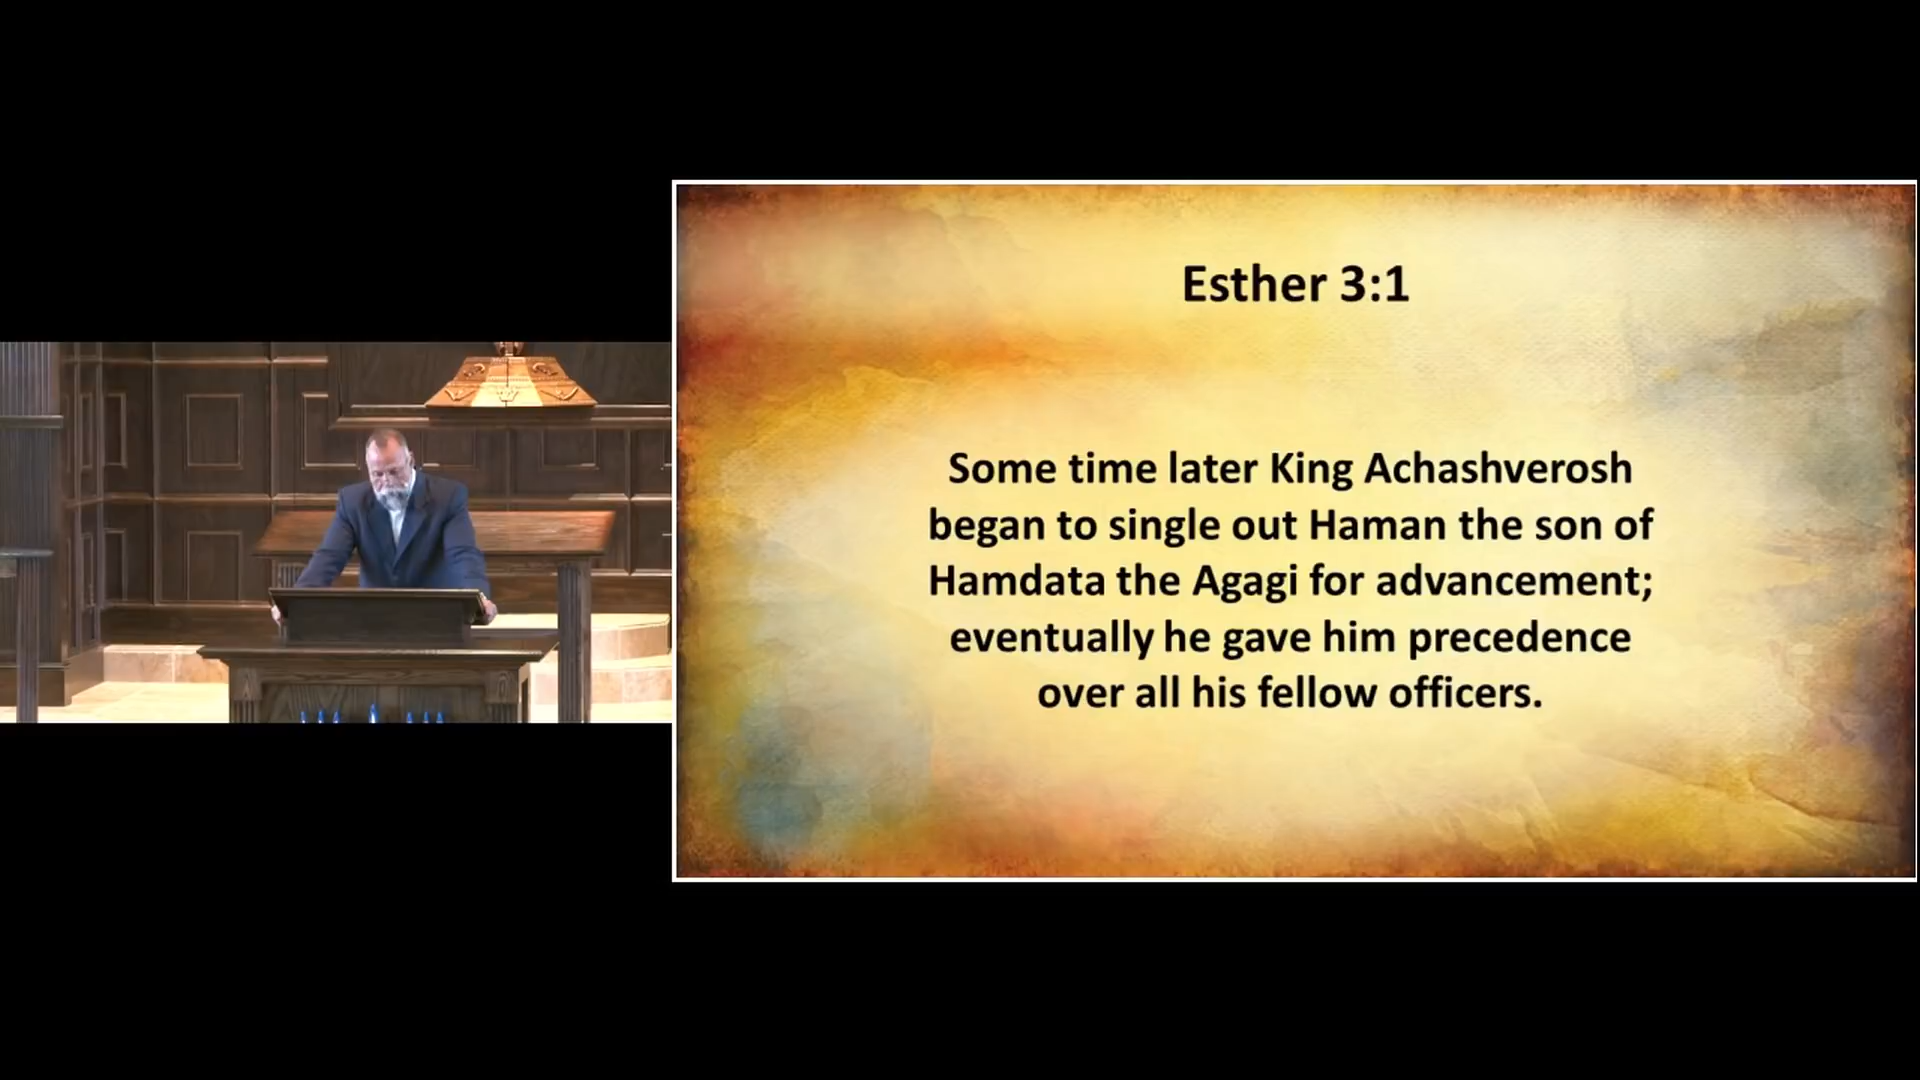 Esther 3:1
Some time later King Achashverosh
began to single out Haman the son of
Hamdata the Agagi for advancement;
eventually he gave him precedence
over all his fellow officers.